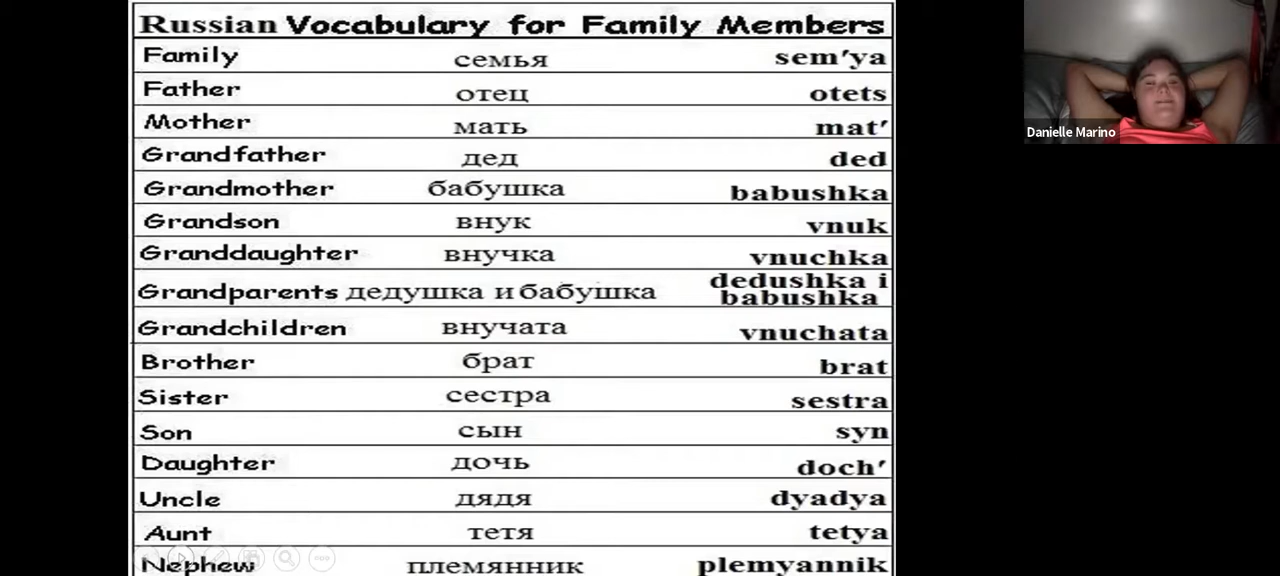 Russian Vocabulary for Family Members
Family семья sem'ya
Father отец otets
Mother мать mat'
Grandfather дед ded
Grandmother бабушка babushka
Grandson внук vnuk
Granddaughter внучка vnuchka
Grandparents дедушка и бабушка dedushka i babushka
Grandchildren внучата vnuchata
Brother брат brat
Sister сестра sestra
Son сын syn
Daughter дочь doch'
Uncle дядя dyadya
Aunt тетя tetya
Nephew племянник plemyannik
Danielle Marino